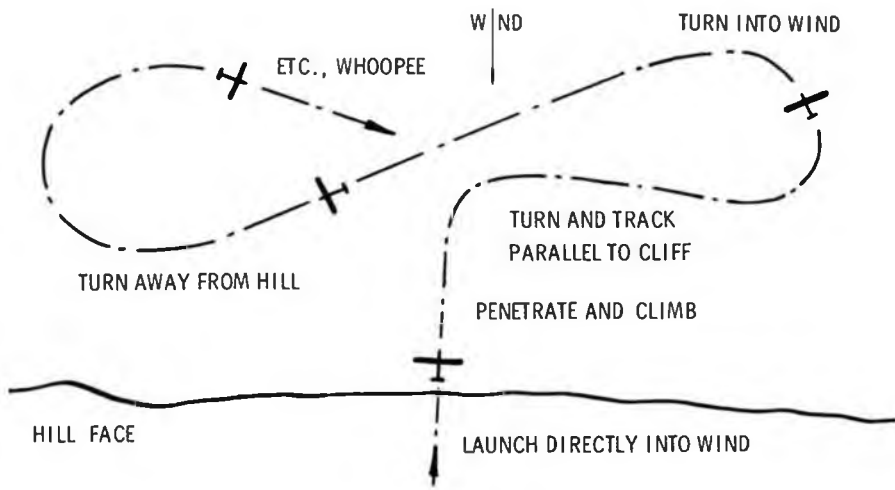 WIND
TURN INTO WIND
ETC., WHOOPEE
TURN AND TRACK
PARALLEL TO CLIFF
TURN AWAY FROM HILL
PENETRATE AND CLIMB
HILL FACE
LAUNCH DIRECTLY INTO WIND